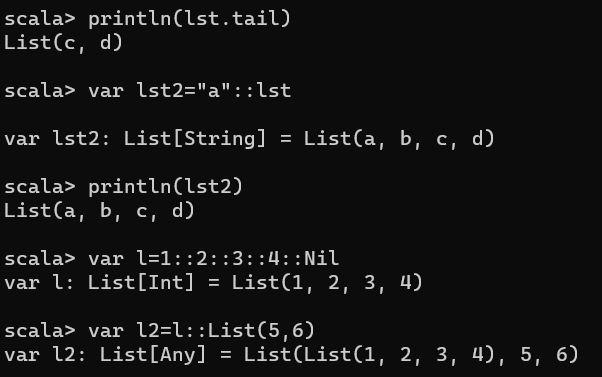 scala> println(lst.tail)
List(c, d)
scala> var lst2="a"::lst
var lst2: List[String] = List(a, b, c, d)
scala> println(lst2)
List(a, b, c, d)
scala> var l=1::2::3::4::Nil
var l: List[Int] = List(1, 2, 3, 4)
scala> var l2=l::List(5,6)
var l2: List[Any] = List(List(1, 2, 3, 4), 5, 6)